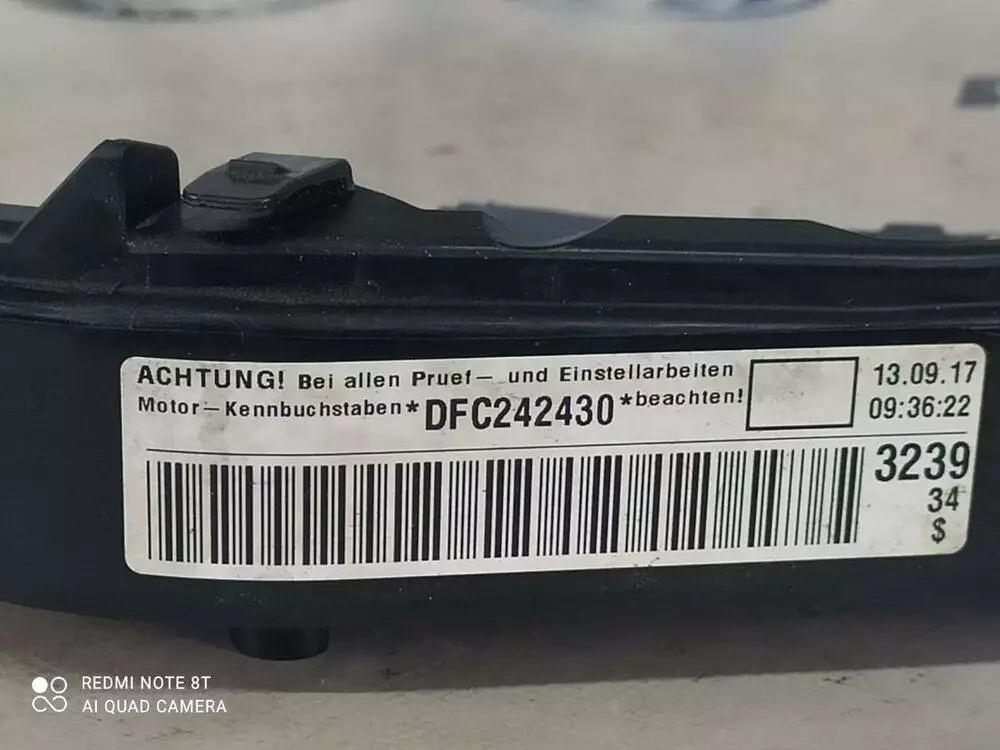 ACHTUNG! Bei allen Pruef- und Einstellarbeiten
Motor-Kennbuchstaben*DFC242430*beachten!
13.09.17
09:36:22
3239
34
$
REDMI NOTE 8T
AI QUAD CAMERA